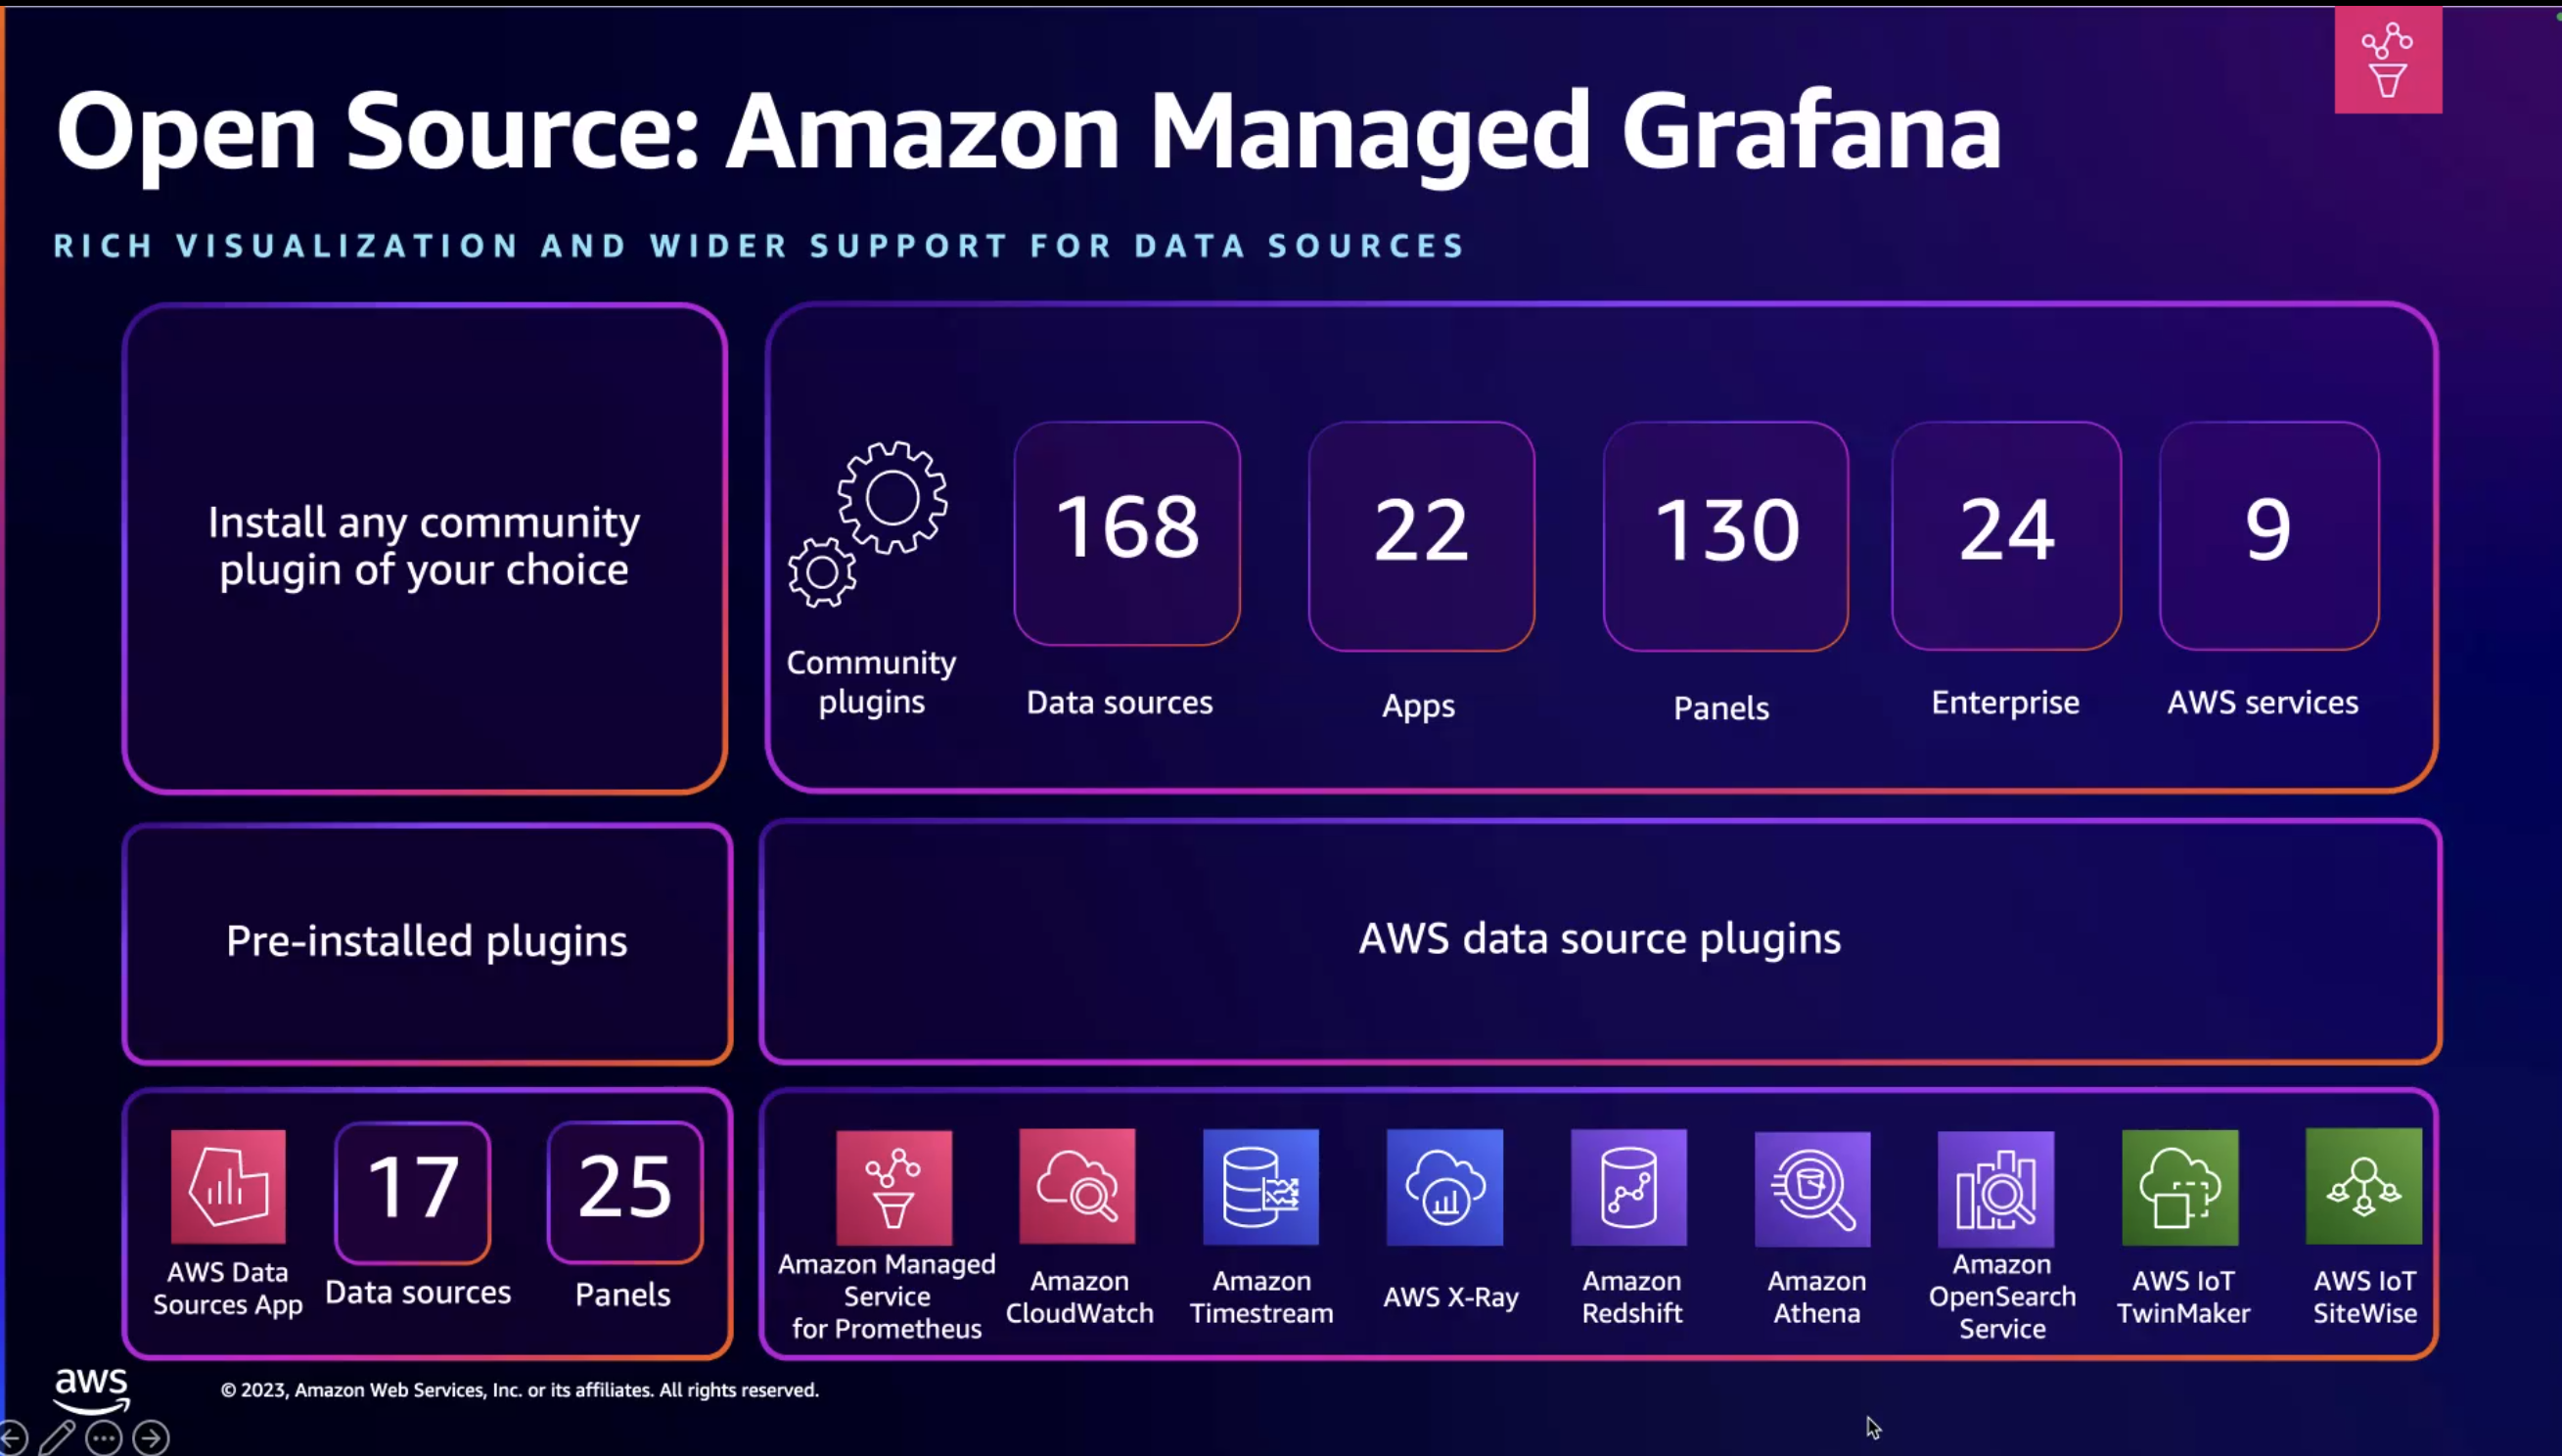 Open Source: Amazon Managed Grafana
RICH VISUALIZATION AND WIDER SUPPORT FOR DATA SOURCES
Install any community
plugin of your choice
Community
plugins
168
Data sources
22
Apps
130
Panels
24
Enterprise
9
AWS services
Pre-installed plugins
AWS data source plugins
AWS Data
Sources App
17
Data sources
25
Panels
Amazon Managed
Service
for Prometheus
Amazon
CloudWatch
Amazon
Timestream
AWS X-Ray
Amazon
Redshift
Amazon
Athena
Amazon
OpenSearch
Service
AWS IoT
TwinMaker
AWS IoT
SiteWise
aws
© 2023, Amazon Web Services, Inc. or its affiliates. All rights reserved.